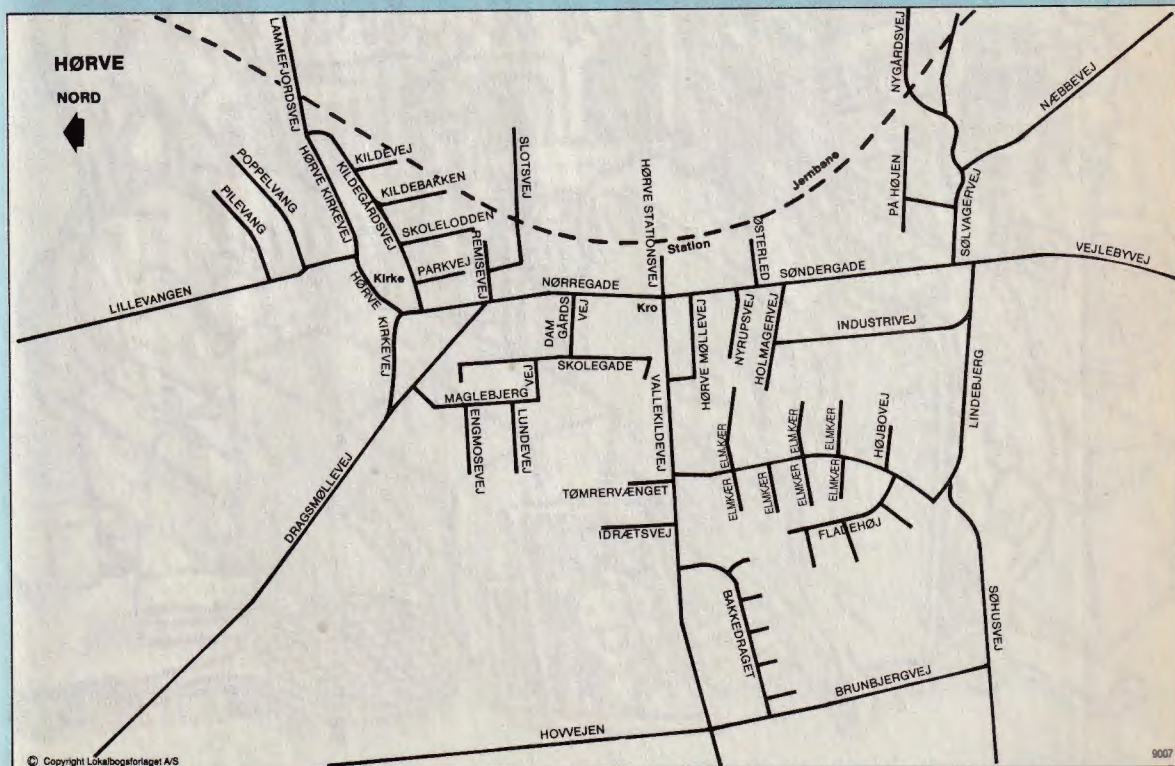 HØRVE
NORD
LAMMEFJORDSVEJ
NYGÅRDSVEJ
NÆBBEVEJ
POPPELVANG
PILEVANG
HØRVE KIRKEVEJ
KILDEGÅRDSVEJ
KILDEVEJ
KILDEBAKKEN
SKOLELODDEN
REMISEVEJ
SLOTSVEJ
HØRVE STATIONSVEJ
Jernbane
Station
PÅ HØJEN
SØLVAGERVEJ
ØSTERLED
VEJLEBYVEJ
Kirke
PARKVEJ
LILLEVANGEN
NØRREGADE
SØNDERGADE
Kro
HØRVE KIRKEVEJ
DAM
GÅRDS
VEJ
SKOLEGADE
HØRVE MØLLEVEJ
NYRUPSVEJ
HOLMAGERVEJ
INDUSTRIVEJ
LINDEBJERG
MAGLEBJERG
VEJ
ENGMOSEVEJ
LUNDEVEJ
VALLEKILDEVEJ
ELMKÆR
ELMKÆR
ELMKÆR
HØJBOVEJ
ELMKÆR
ELMKÆR
ELMKÆR
ELMKÆR
TØMRERVÆNGET
IDRÆTSVEJ
FLADEHØJ
DRAGSMØLLEVEJ
BAKKEDRAGET
SØHUSVEJ
BRUNBJERGVEJ
HOVVEJEN
© Copyright Lokalbogsforlaget A/S
9007